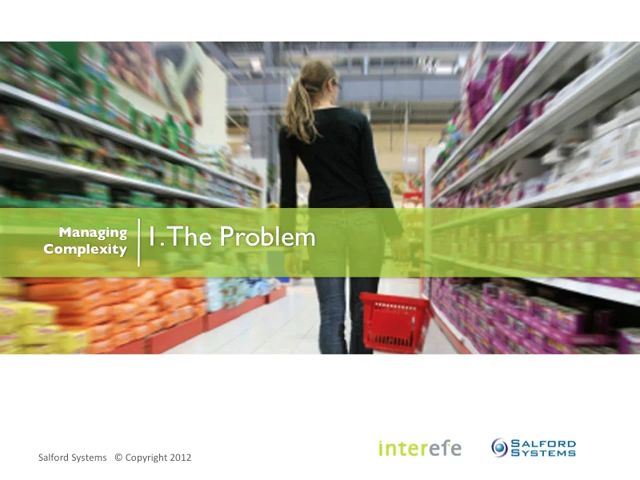 Managing
Complexity
1. The Problem
Salford Systems © Copyright 2012
interefe
SALFORD
SYSTEMS